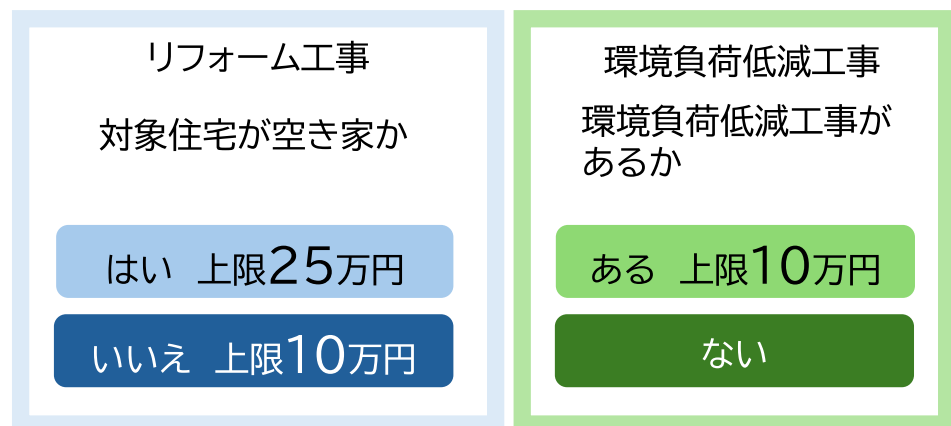 リフォーム工事
対象住宅が空き家か
はい 上限25万円
いいえ 上限10万円
環境負荷低減工事
環境負荷低減工事が
あるか
ある 上限10万円
ない